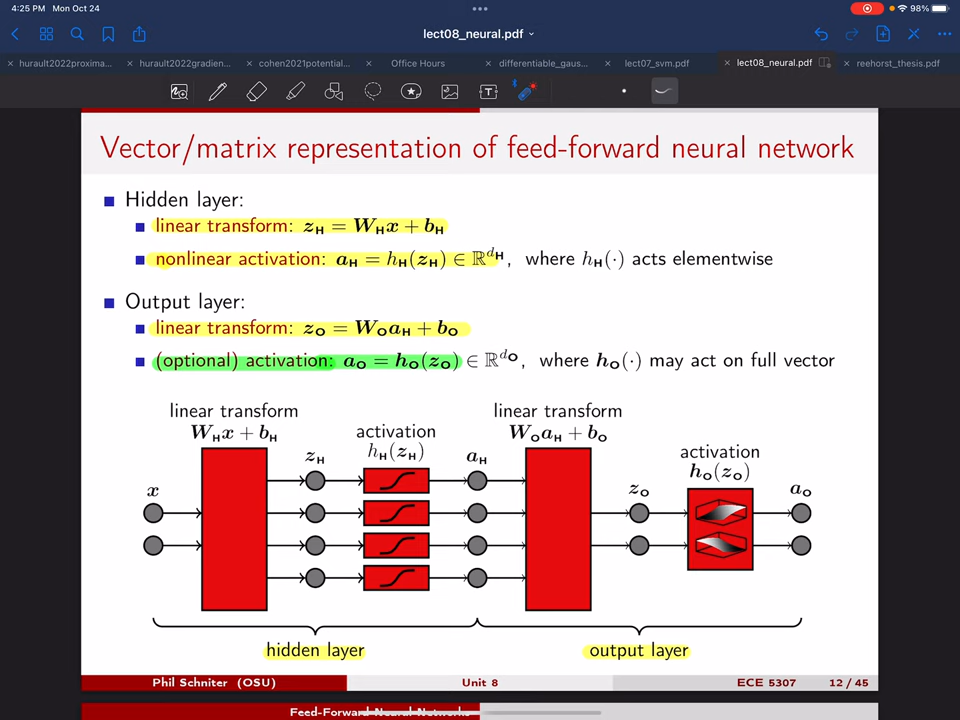 4:25 PM Mon Oct 24
98%
lect08_neural.pdf
hurault2022proxima...
hurault2022gradien...
cohen2021potential...
Office Hours
differentiable_gaus...
lect07_svm.pdf
lect08_neural.pdf
reehorst_thesis.pdf
Vector/matrix representation of feed-forward neural network
Hidden layer:
linear transform: z_H = W_H x + b_H
nonlinear activation: a_H = h_H(z_H) ∈ ℝ^{d_H}, where h_H(·) acts elementwise
Output layer:
linear transform: z_O = W_O a_H + b_O
(optional) activation: a_O = h_O(z_O) ∈ ℝ^{d_O}, where h_O(·) may act on full vector
linear transform
W_H x + b_H
activation
h_H(z_H)
linear transform
W_O a_H + b_O
activation
h_O(z_O)
x
z_H
a_H
z_O
a_O
hidden layer
output layer
Phil Schniter (OSU)
Unit 8
ECE 5307
12 / 45
Feed-Forward Neural Networks